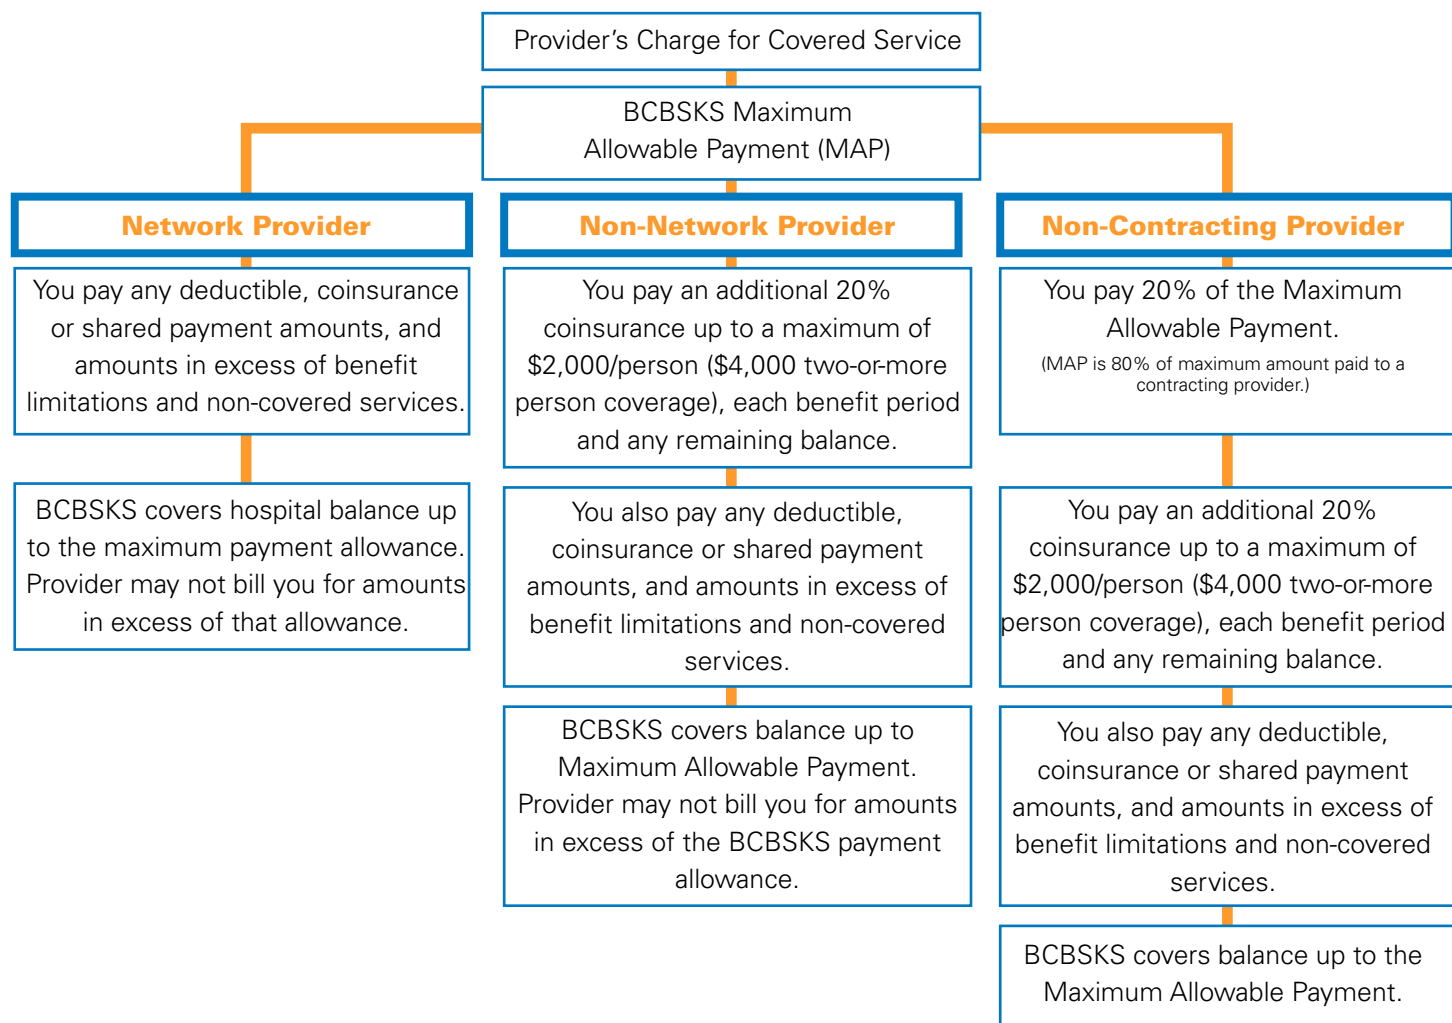 Provider’s Charge for Covered Service
BCBSKS Maximum
Allowable Payment (MAP)
Network Provider
You pay any deductible, coinsurance
or shared payment amounts, and
amounts in excess of benefit
limitations and non-covered services.
BCBSKS covers hospital balance up
to the maximum payment allowance.
Provider may not bill you for amounts
in excess of that allowance.
Non-Network Provider
You pay an additional 20%
coinsurance up to a maximum of
$2,000/person ($4,000 two-or-more
person coverage), each benefit period
and any remaining balance.
You also pay any deductible,
coinsurance or shared payment
amounts, and amounts in excess of
benefit limitations and non-covered
services.
BCBSKS covers balance up to
Maximum Allowable Payment.
Provider may not bill you for amounts
in excess of the BCBSKS payment
allowance.
Non-Contracting Provider
You pay 20% of the Maximum
Allowable Payment.
(MAP is 80% of maximum amount paid to a
contracting provider.)
You pay an additional 20%
coinsurance up to a maximum of
$2,000/person ($4,000 two-or-more
person coverage), each benefit period
and any remaining balance.
You also pay any deductible,
coinsurance or shared payment
amounts, and amounts in excess of
benefit limitations and non-covered
services.
BCBSKS covers balance up to the
Maximum Allowable Payment.